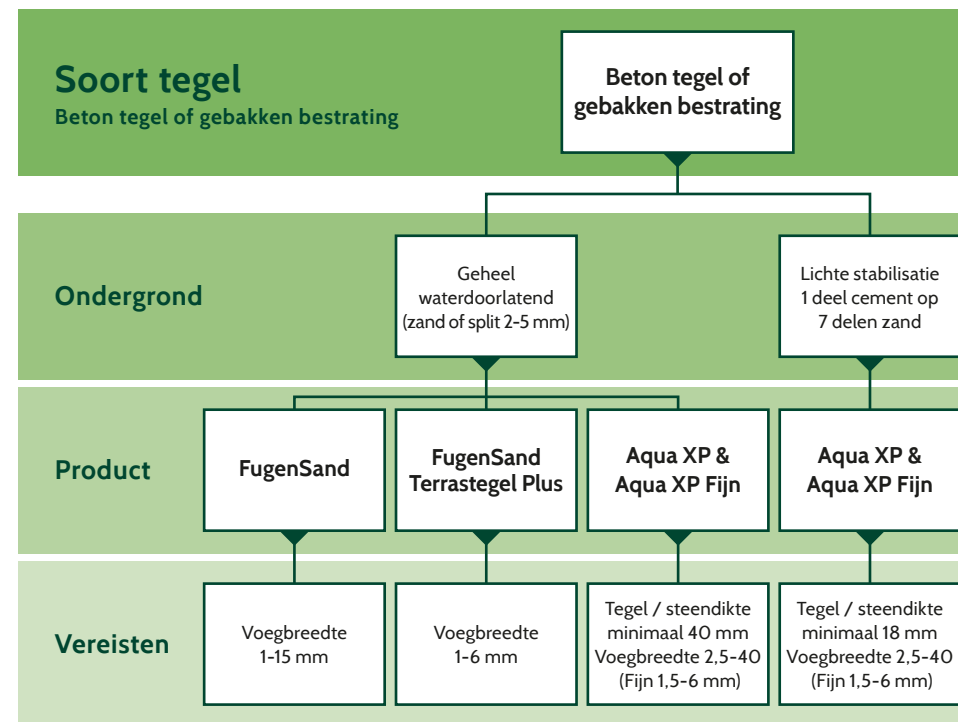 Soort tegel
Beton tegel of gebakken bestrating
Beton tegel of
gebakken bestrating
Ondergrond
Geheel
waterdoorlatend
(zand of split 2-5 mm)
Lichte stabilisatie
1 deel cement op
7 delen zand
Product
FugenSand
FugenSand
Terrastegel Plus
Aqua XP &
Aqua XP Fijn
Aqua XP &
Aqua XP Fijn
Vereisten
Voegbreedte
1-15 mm
Voegbreedte
1-6 mm
Tegel / steendikte
minimaal 40 mm
Voegbreedte 2,5-40
(Fijn 1,5-6 mm)
Tegel / steendikte
minimaal 18 mm
Voegbreedte 2,5-40
(Fijn 1,5-6 mm)